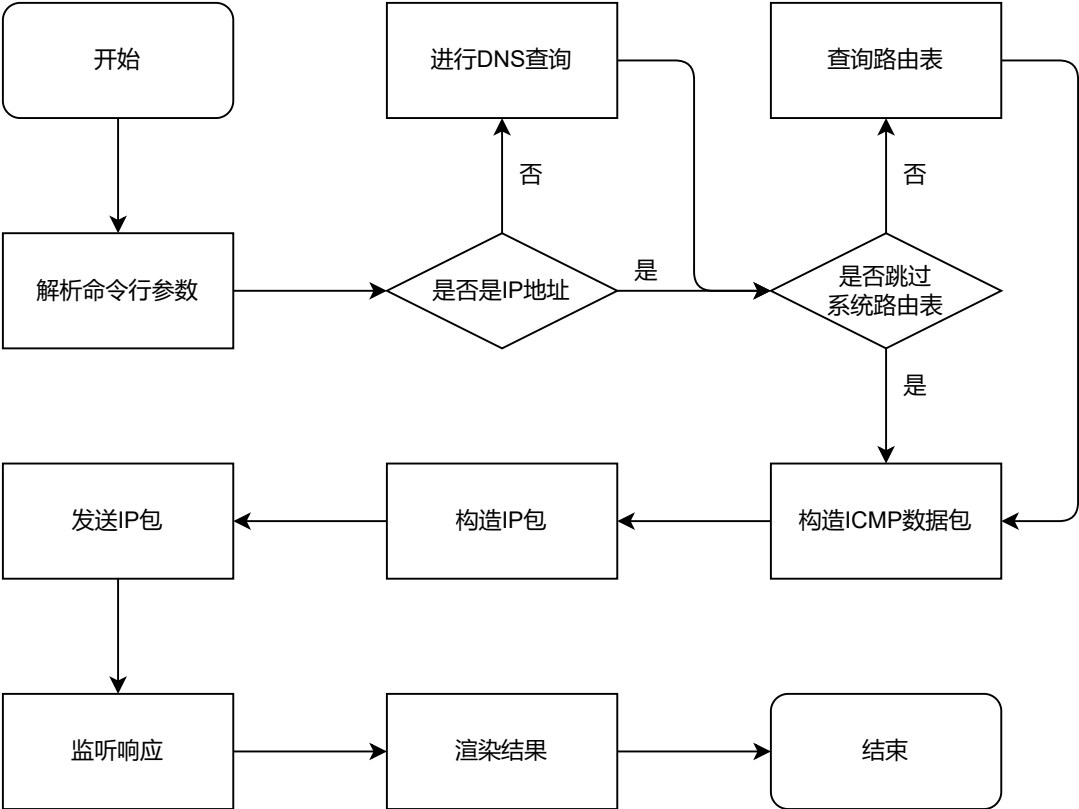 开始
进行DNS查询
查询路由表
否
否
解析命令行参数
是否是IP地址
是
是否跳过
系统路由表
是
发送IP包
构造IP包
构造ICMP数据包
监听响应
渲染结果
结束